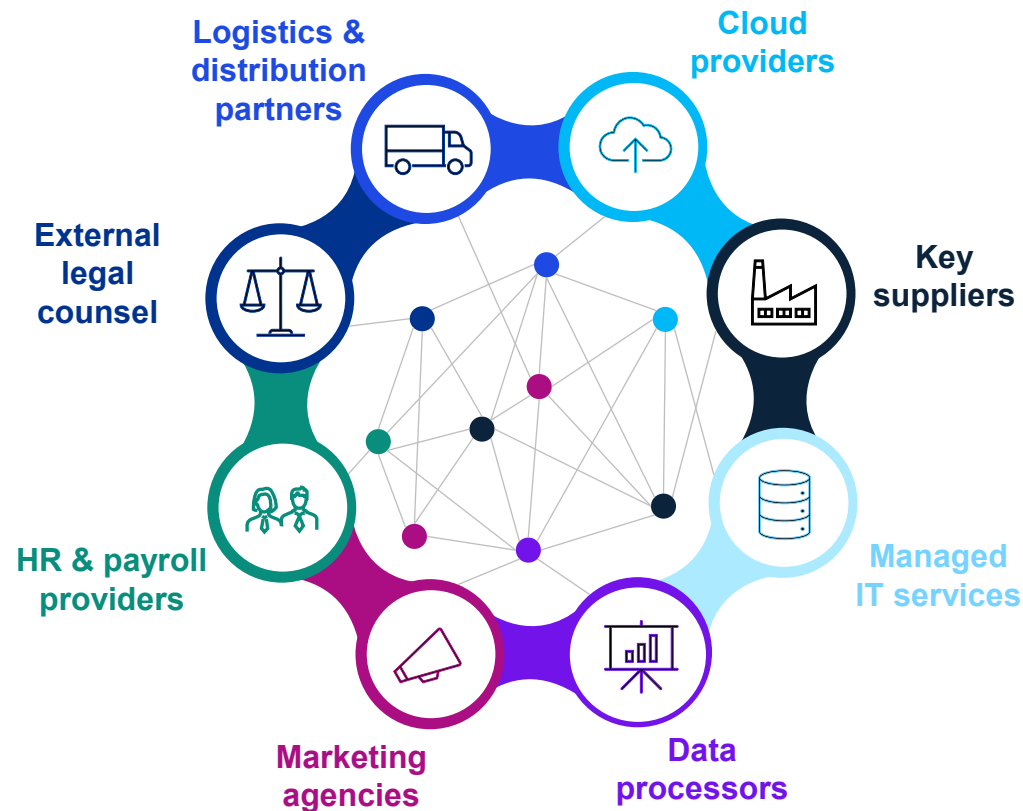 Logistics &
distribution
partners
Cloud
providers
External
legal
counsel
Key
suppliers
HR & payroll
providers
Managed
IT services
Marketing
agencies
Data
processors